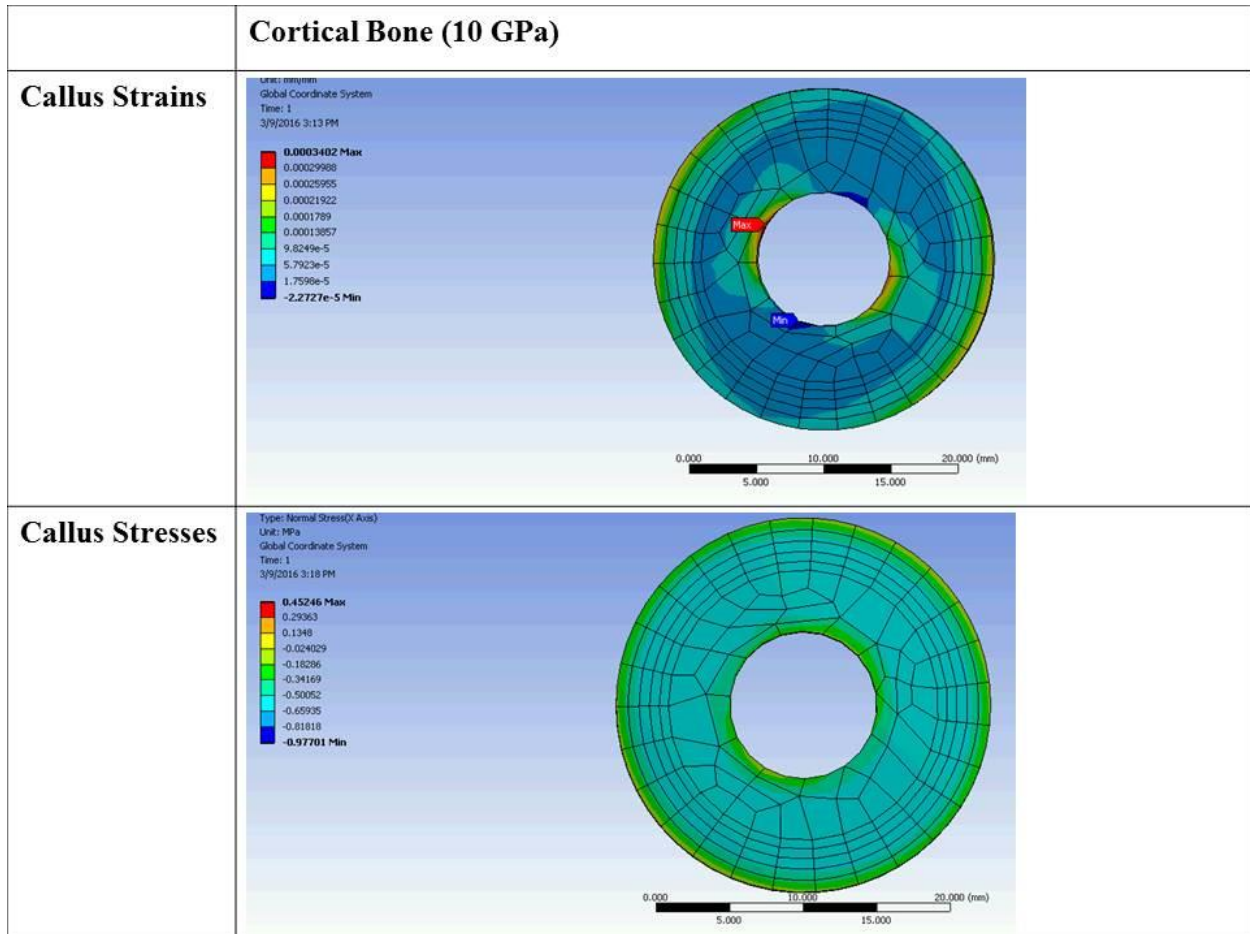 Cortical Bone (10 GPa)
Callus Strains
Unit: mm/mm
Global Coordinate System
Time: 1
3/9/2016 3:13 PM
0.0003402 Max
0.00029988
0.00025955
0.00021922
0.0001789
0.00013857
9.8249e-5
5.7923e-5
1.7598e-5
-2.2727e-5 Min
Max
Min
0.000 10.000 20.000 (mm)
5.000 15.000
Callus Stresses
Type: Normal Stress(X Axis)
Unit: MPa
Global Coordinate System
Time: 1
3/9/2016 3:18 PM
0.45246 Max
0.29363
0.1348
-0.024029
-0.18286
-0.34169
-0.50052
-0.65935
-0.81818
-0.97701 Min
0.000 10.000 20.000 (mm)
5.000 15.000